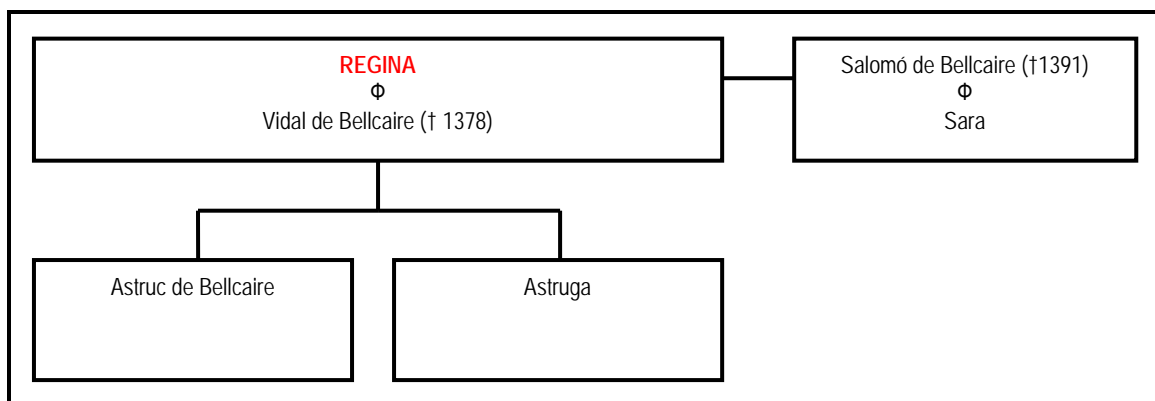 REGINA
Φ
Vidal de Bellcaire († 1378)
Salomó de Bellcaire (†1391)
Φ
Sara
Astruc de Bellcaire
Astruga